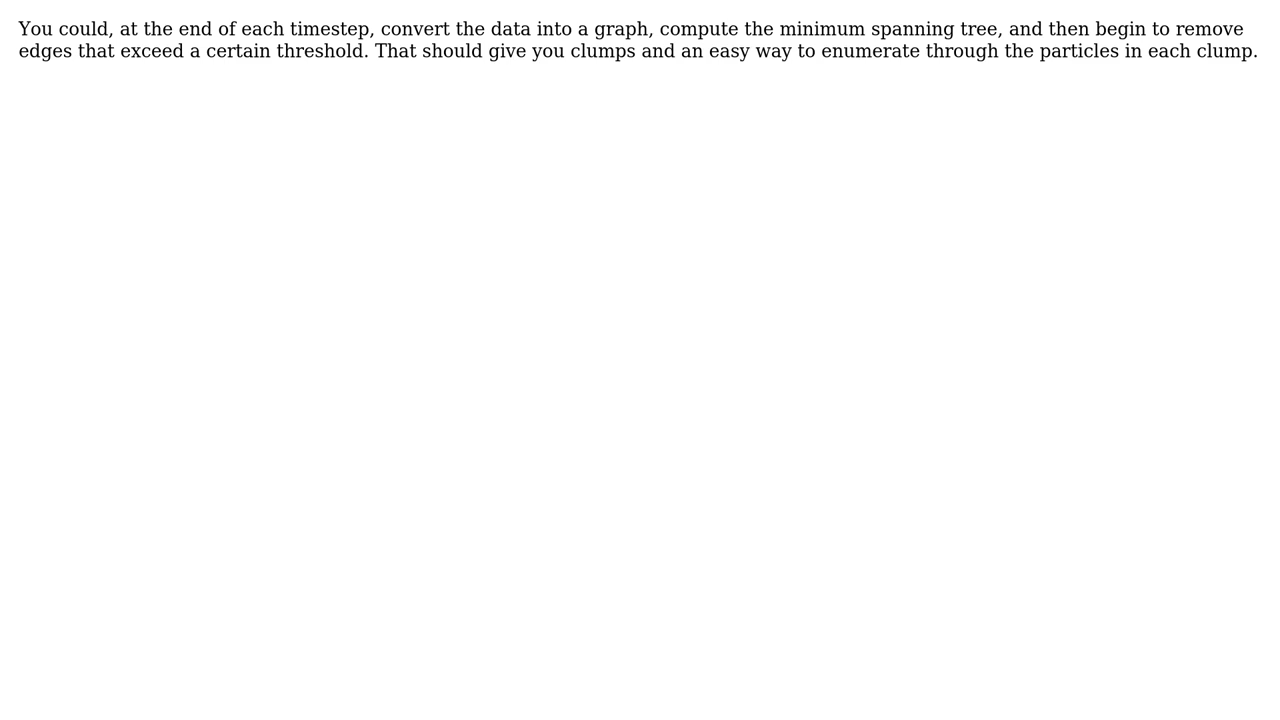 You could, at the end of each timestep, convert the data into a graph, compute the minimum spanning tree, and then begin to remove
edges that exceed a certain threshold. That should give you clumps and an easy way to enumerate through the particles in each clump.